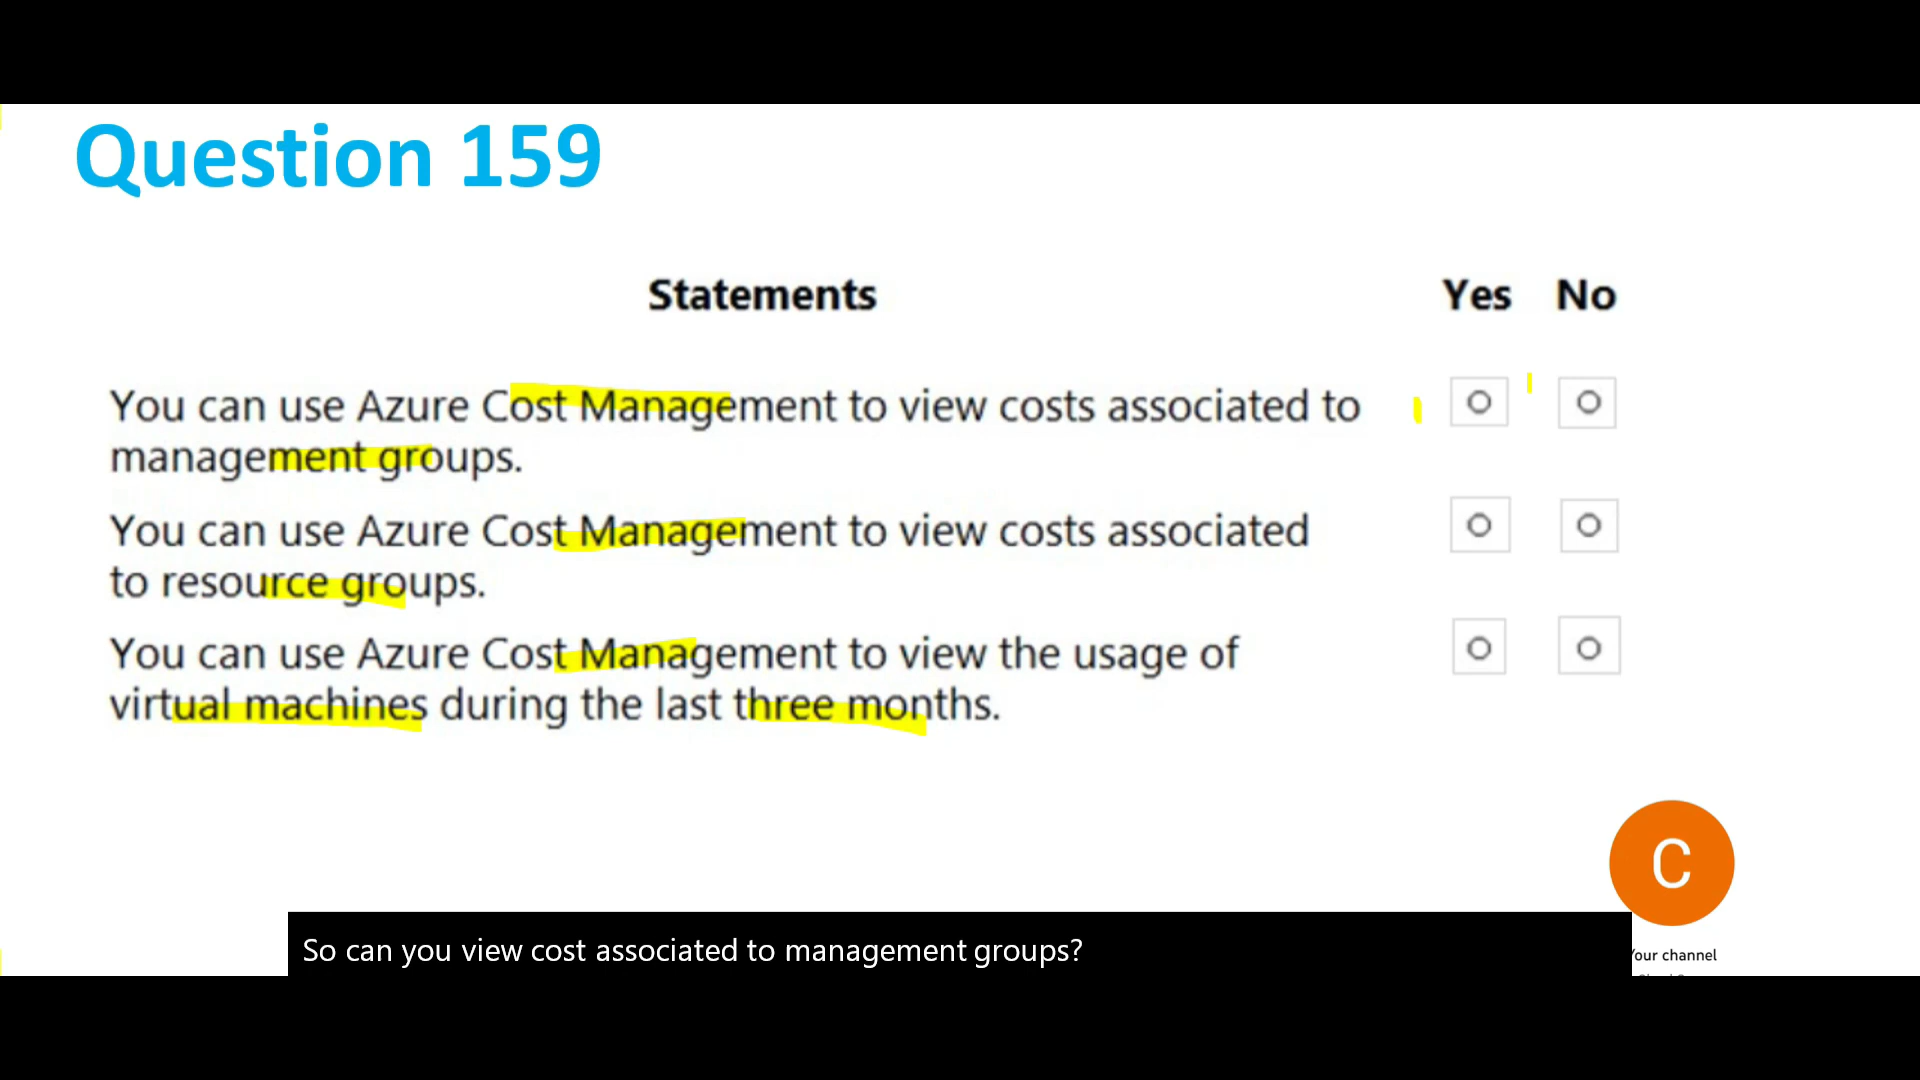 Question 159
Statements Yes No
You can use Azure Cost Management to view costs associated to
management groups.
You can use Azure Cost Management to view costs associated
to resource groups.
You can use Azure Cost Management to view the usage of
virtual machines during the last three months.
C
So can you view cost associated to management groups?
Your channel